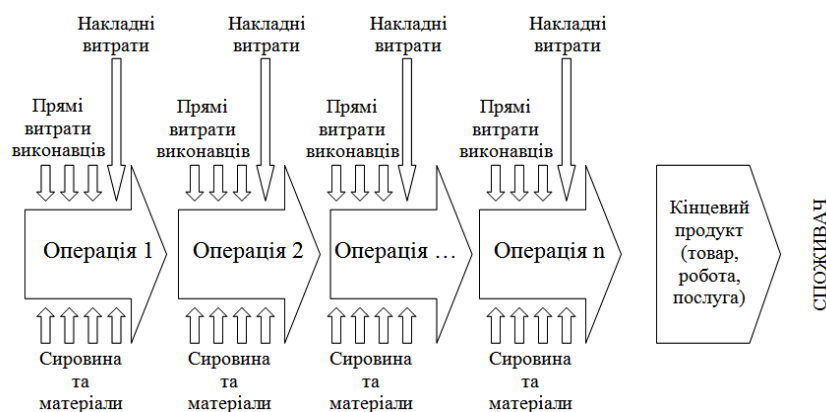 Накладні
витрати
Накладні
витрати
Накладні
витрати
Накладні
витрати
Прямі
витрати
виконавців
Прямі
витрати
виконавців
Прямі
витрати
виконавців
Прямі
витрати
виконавців
Операція 1
Операція 2
Операція …
Операція n
Кінцевий
продукт
(товар,
робота,
послуга)
СПОЖИВАЧ
Сировина
та
матеріали
Сировина
та
матеріали
Сировина
та
матеріали
Сировина
та
матеріали